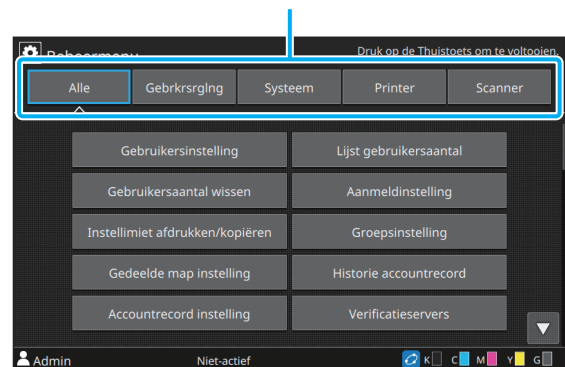 Beheermenu
Druk op de Thuistoets om te voltooien.
Alle
Gebrkrsrglng
Systeem
Printer
Scanner
Gebruikersinstelling
Lijst gebruikersaantal
Gebruikersaantal wissen
Aanmeldinstelling
Instellimiet afdrukken/kopiëren
Groepsinstelling
Gedeelde map instelling
Historie accountrecord
Accountrecord instelling
Verificatieservers
Admin
Niet-actief
K
C
M
Y
G